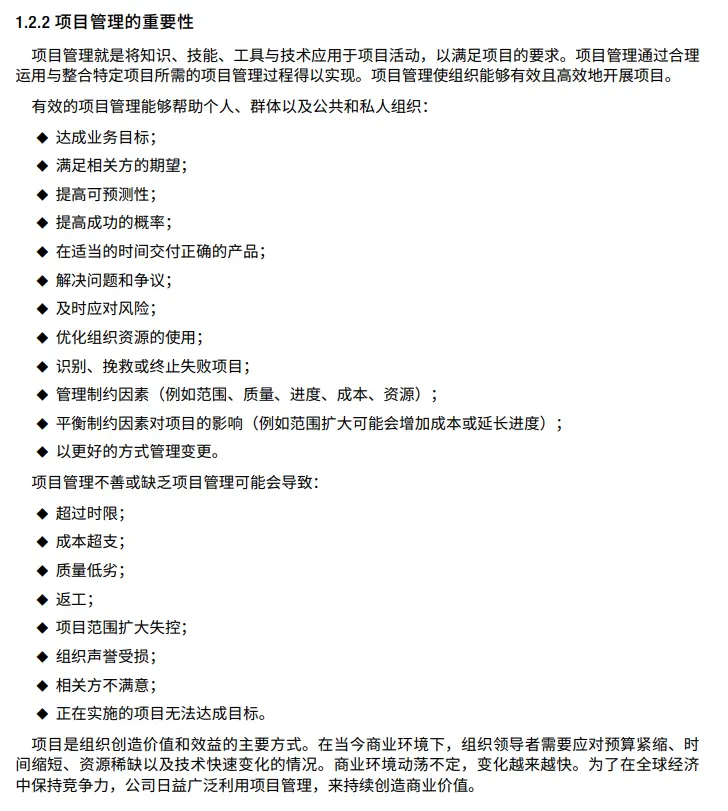 1.2.2 项目管理的重要性
项目管理就是将知识、技能、工具与技术应用于项目活动，以满足项目的要求。项目管理通过合理
运用与整合特定项目所需的项目管理过程得以实现。项目管理使组织能够有效且高效地开展项目。
有效的项目管理能够帮助个人、群体以及公共和私人组织：
◆ 达成业务目标；
◆ 满足相关方的期望；
◆ 提高可预测性；
◆ 提高成功的概率；
◆ 在适当的时间交付正确的产品；
◆ 解决问题和争议；
◆ 及时应对风险；
◆ 优化组织资源的使用；
◆ 识别、挽救或终止失败项目；
◆ 管理制约因素（例如范围、质量、进度、成本、资源）；
◆ 平衡制约因素对项目的影响（例如范围扩大可能会增加成本或延长进度）；
◆ 以更好的方式管理变更。
项目管理不善或缺乏项目管理可能会导致：
◆ 超过时限；
◆ 成本超支；
◆ 质量低劣；
◆ 返工；
◆ 项目范围扩大失控；
◆ 组织声誉受损；
◆ 相关方不满意；
◆ 正在实施的项目无法达成目标。
项目是组织创造价值和效益的主要方式。在当今商业环境下，组织领导者需要应对预算紧缩、时
间缩短、资源稀缺以及技术快速变化的情况。商业环境动荡不定，变化越来越快。为了在全球经济
中保持竞争力，公司日益广泛利用项目管理，来持续创造商业价值。